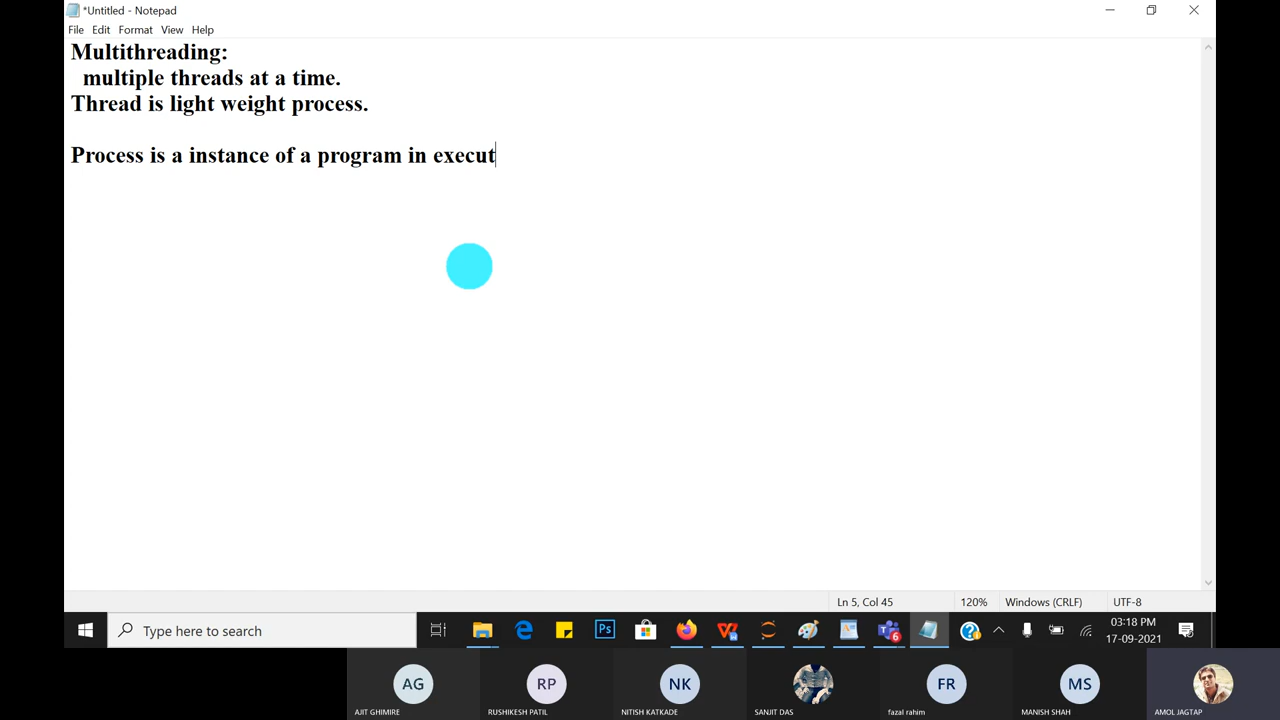 *Untitled - Notepad
File Edit Format View Help
Multithreading:
multiple threads at a time.
Thread is light weight process.
Process is a instance of a program in execut
Ln 5, Col 45 120% Windows (CRLF) UTF-8
Type here to search
Ps
6
03:18 PM
17-09-2021
AG RP NK FR MS
AJIT GHIMIRE RUSHIKESH PATIL NITISH KATKADE SANJIT DAS fazal rahim MANISH SHAH AMOL JAGTAP